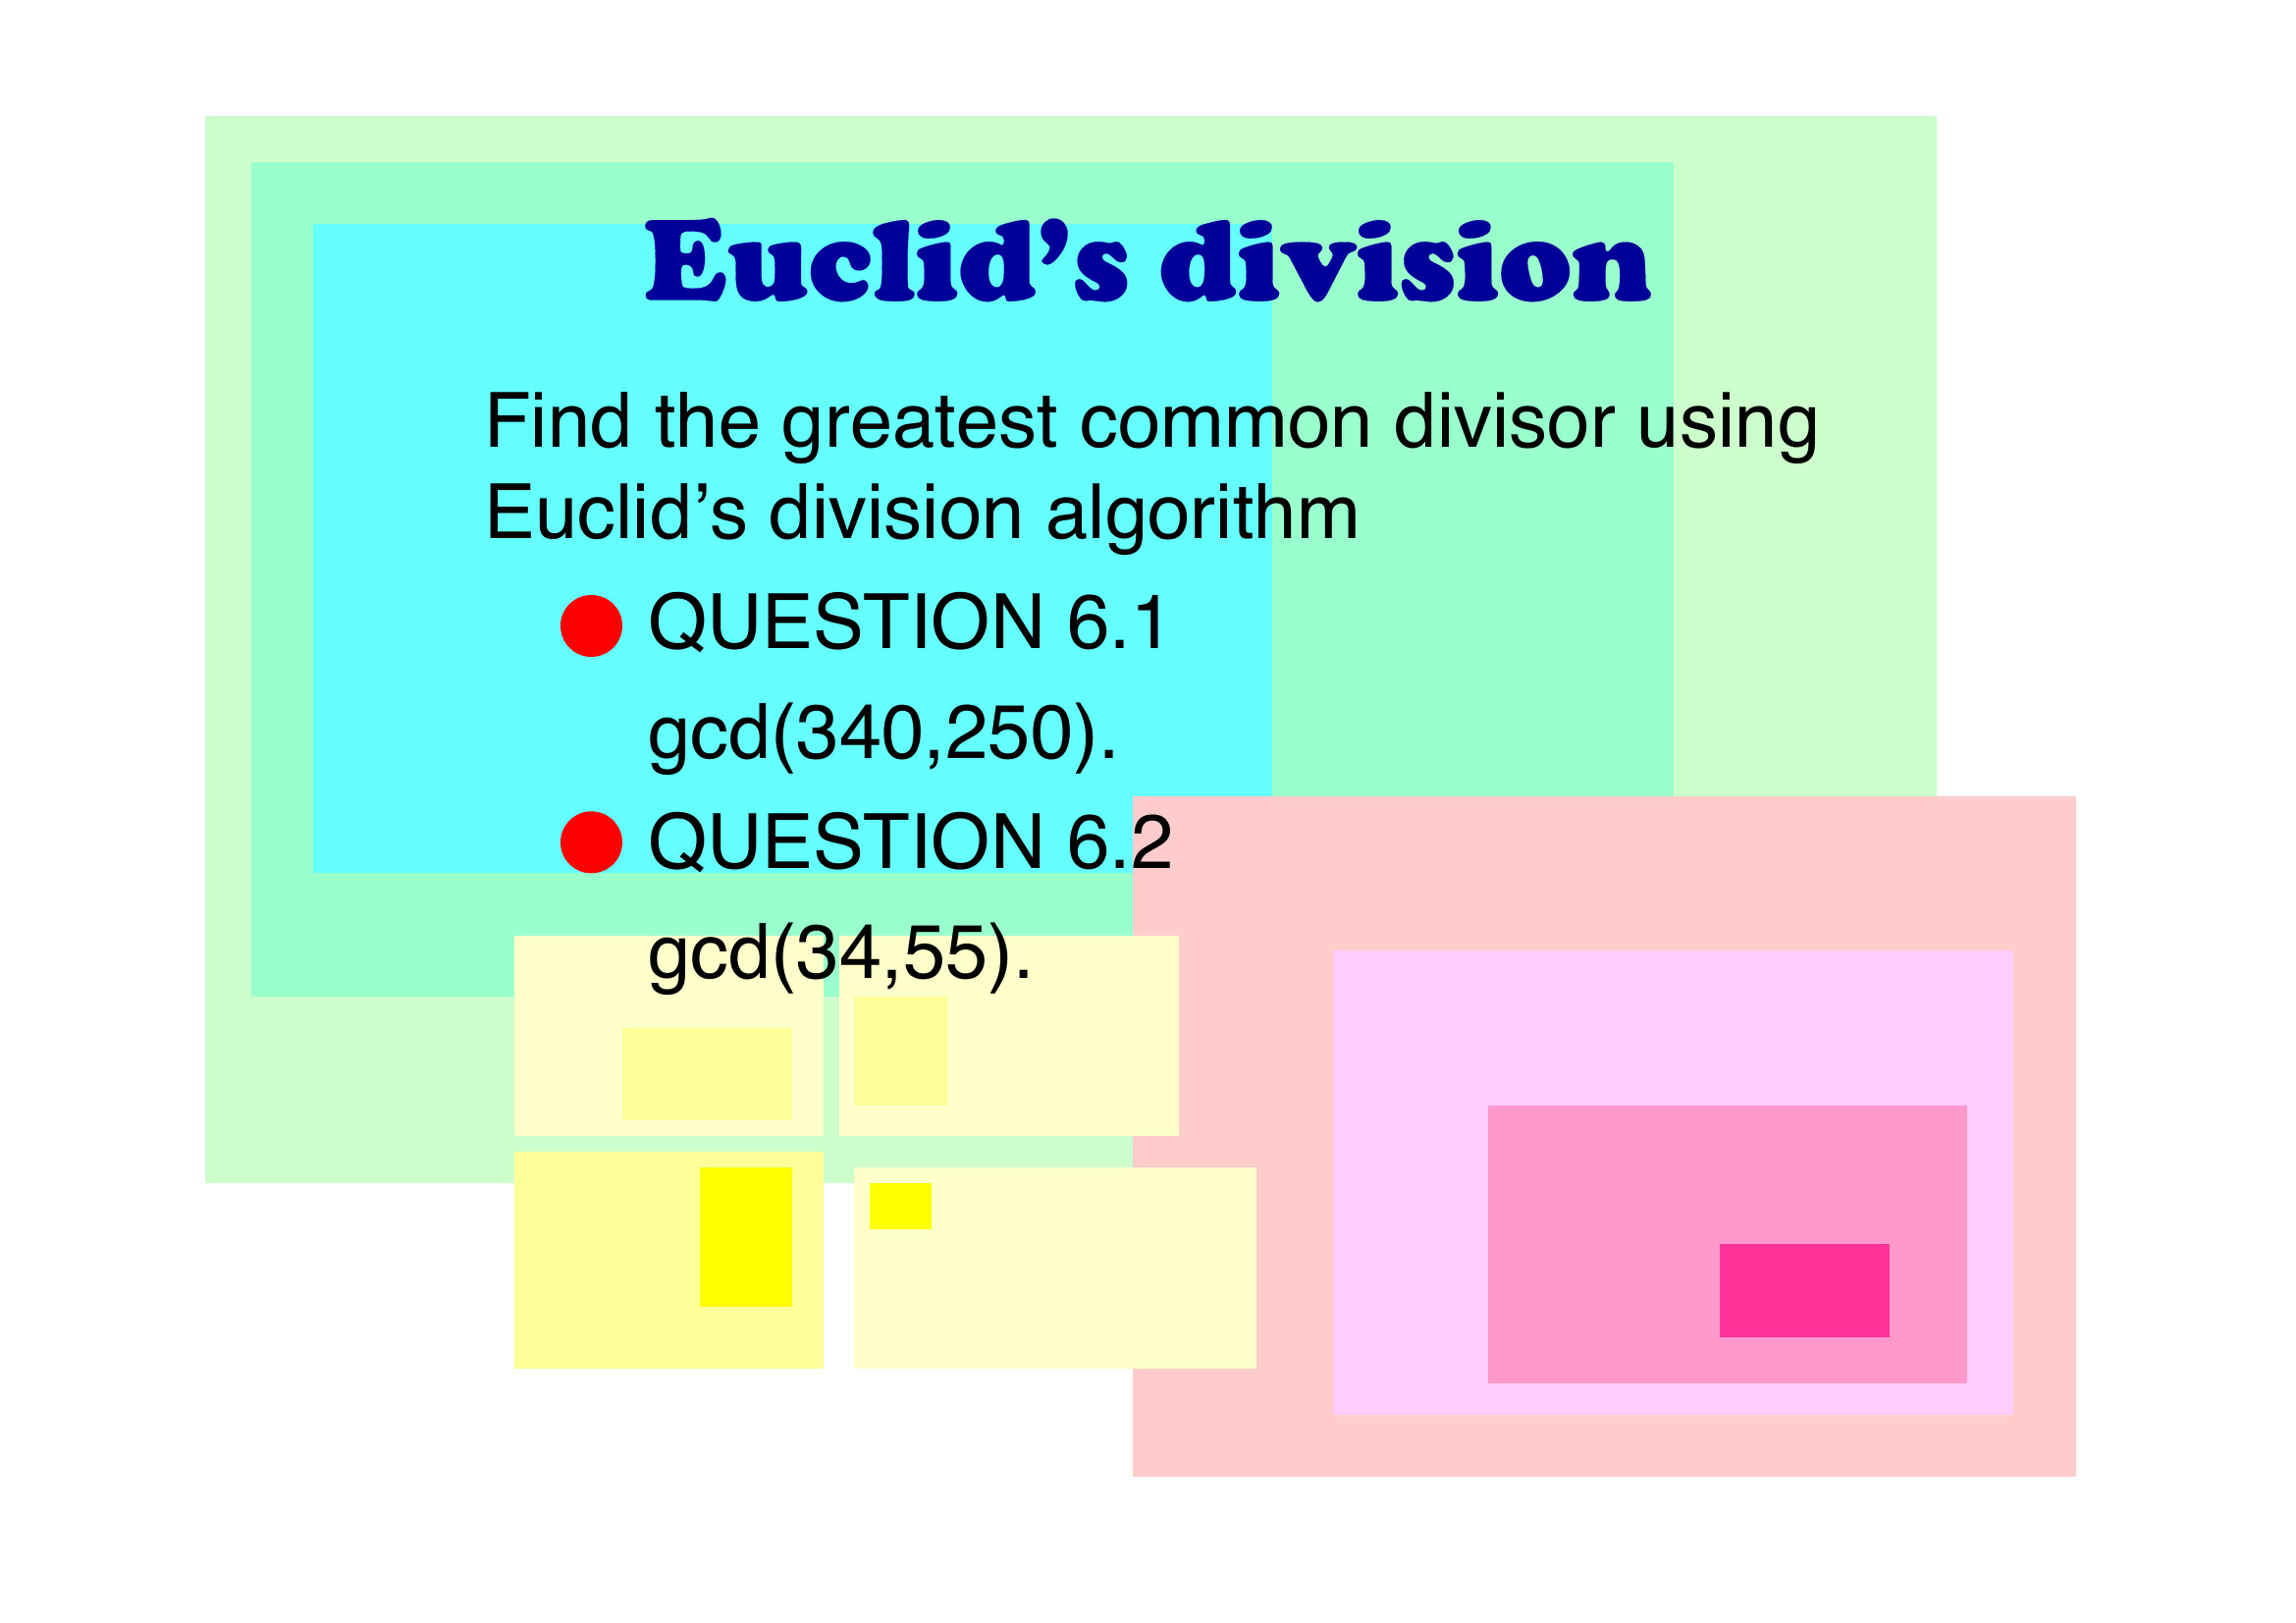 Euclid’s division
Find the greatest common divisor using
Euclid’s division algorithm
QUESTION 6.1
gcd(340,250).
QUESTION 6.2
gcd(34,55).